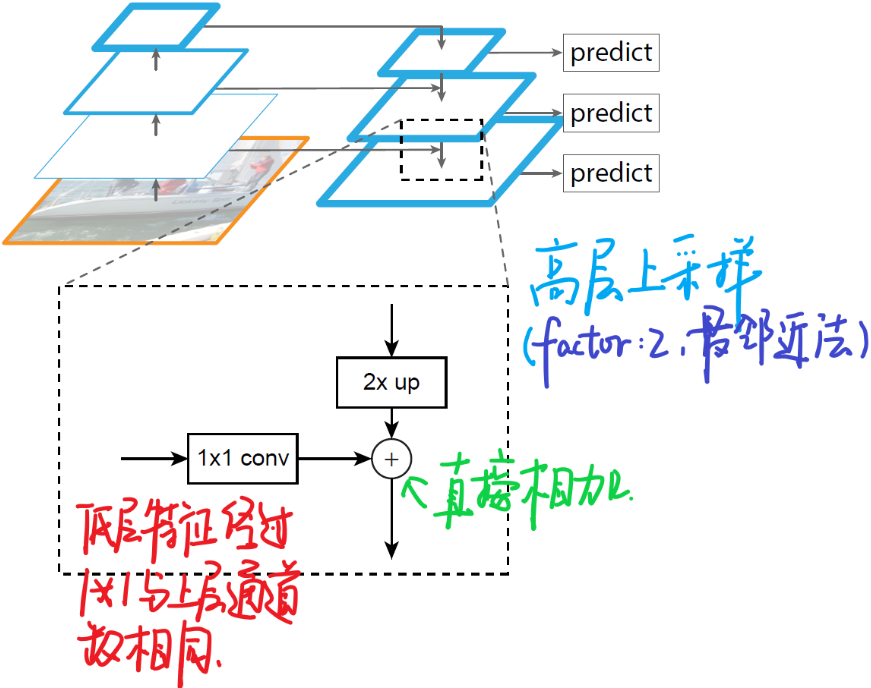 predict
predict
predict
高层上采样
(factor:2,最邻近法)
2x up
1x1 conv
+
直接相加.
低层特征经过
1×1与上层通道
数相同.